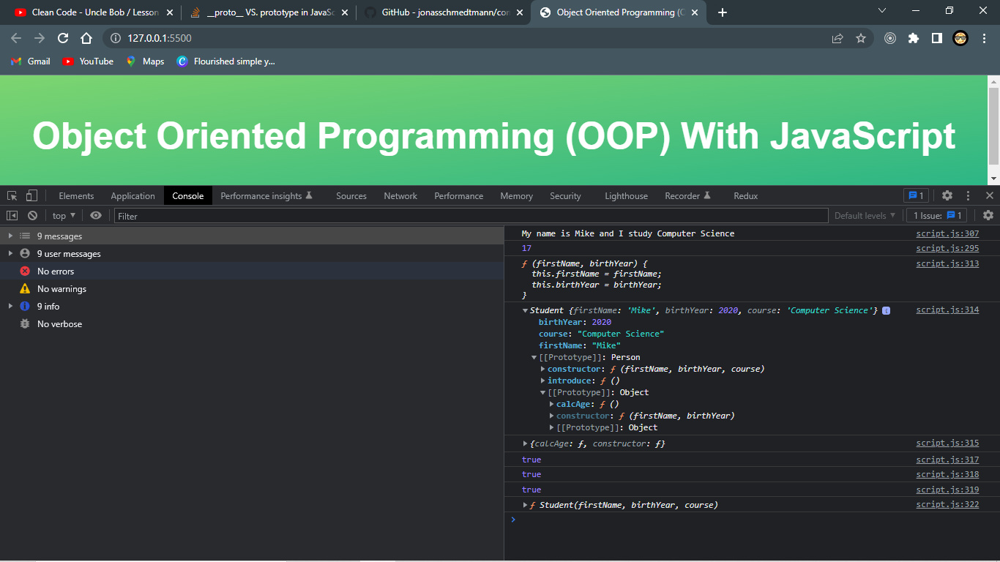 Clean Code - Uncle Bob / Lesson
__proto__ VS. prototype in JavaSc
GitHub - jonasschmedtmann/con
Object Oriented Programming (O
127.0.0.1:5500
Gmail
YouTube
Maps
Flourished simple y...
Object Oriented Programming (OOP) With JavaScript
Elements Application Console Performance insights Sources Network Performance Memory Security Lighthouse Recorder Redux 1
top Filter Default levels 1 Issue: 1
9 messages
9 user messages
No errors
No warnings
9 info
No verbose
My name is Mike and I study Computer Science script.js:307
17 script.js:295
ƒ (firstName, birthYear) { script.js:313
this.firstName = firstName;
this.birthYear = birthYear;
}
Student {firstName: 'Mike', birthYear: 2020, course: 'Computer Science'} i script.js:314
birthYear: 2020
course: "Computer Science"
firstName: "Mike"
[[Prototype]]: Person
constructor: ƒ (firstName, birthYear, course)
introduce: ƒ ()
[[Prototype]]: Object
calcAge: ƒ ()
constructor: ƒ (firstName, birthYear)
[[Prototype]]: Object
{calcAge: ƒ, constructor: ƒ} script.js:315
true script.js:317
true script.js:318
true script.js:319
ƒ Student(firstName, birthYear, course) script.js:322